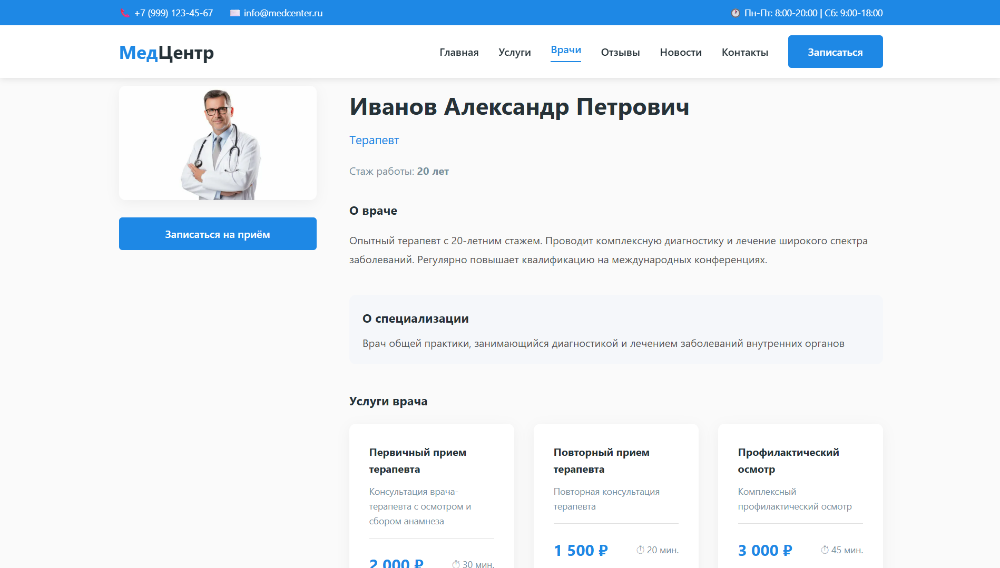 +7 (999) 123-45-67
info@medcenter.ru
Пн-Пт: 8:00-20:00 | Сб: 9:00-18:00
МедЦентр
Главная
Услуги
Врачи
Отзывы
Новости
Контакты
Записаться
Записаться на приём
Иванов Александр Петрович
Терапевт
Стаж работы: 20 лет
О враче
Опытный терапевт с 20-летним стажем. Проводит комплексную диагностику и лечение широкого спектра
заболеваний. Регулярно повышает квалификацию на международных конференциях.
О специализации
Врач общей практики, занимающийся диагностикой и лечением заболеваний внутренних органов
Услуги врача
Первичный прием
терапевта
Консультация врача-
терапевта с осмотром и
сбором анамнеза
2 000 ₽
30 мин.
Повторный прием
терапевта
Повторная консультация
терапевта
1 500 ₽
20 мин.
Профилактический
осмотр
Комплексный
профилактический осмотр
3 000 ₽
45 мин.